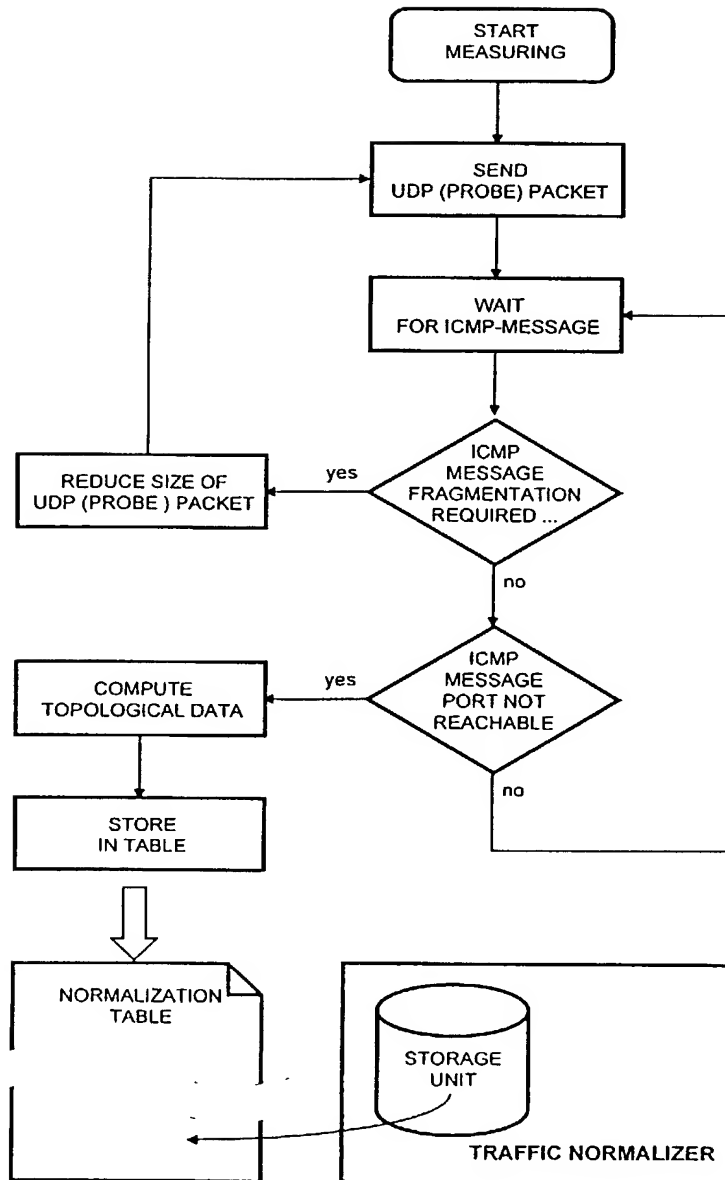 START
MEASURING
SEND
UDP (PROBE) PACKET
WAIT
FOR ICMP-MESSAGE
ICMP
MESSAGE
FRAGMENTATION
REQUIRED ...
yes
REDUCE SIZE OF
UDP (PROBE ) PACKET
no
ICMP
MESSAGE
PORT NOT
REACHABLE
yes
COMPUTE
TOPOLOGICAL DATA
no
STORE
IN TABLE
NORMALIZATION
TABLE
STORAGE
UNIT
TRAFFIC NORMALIZER